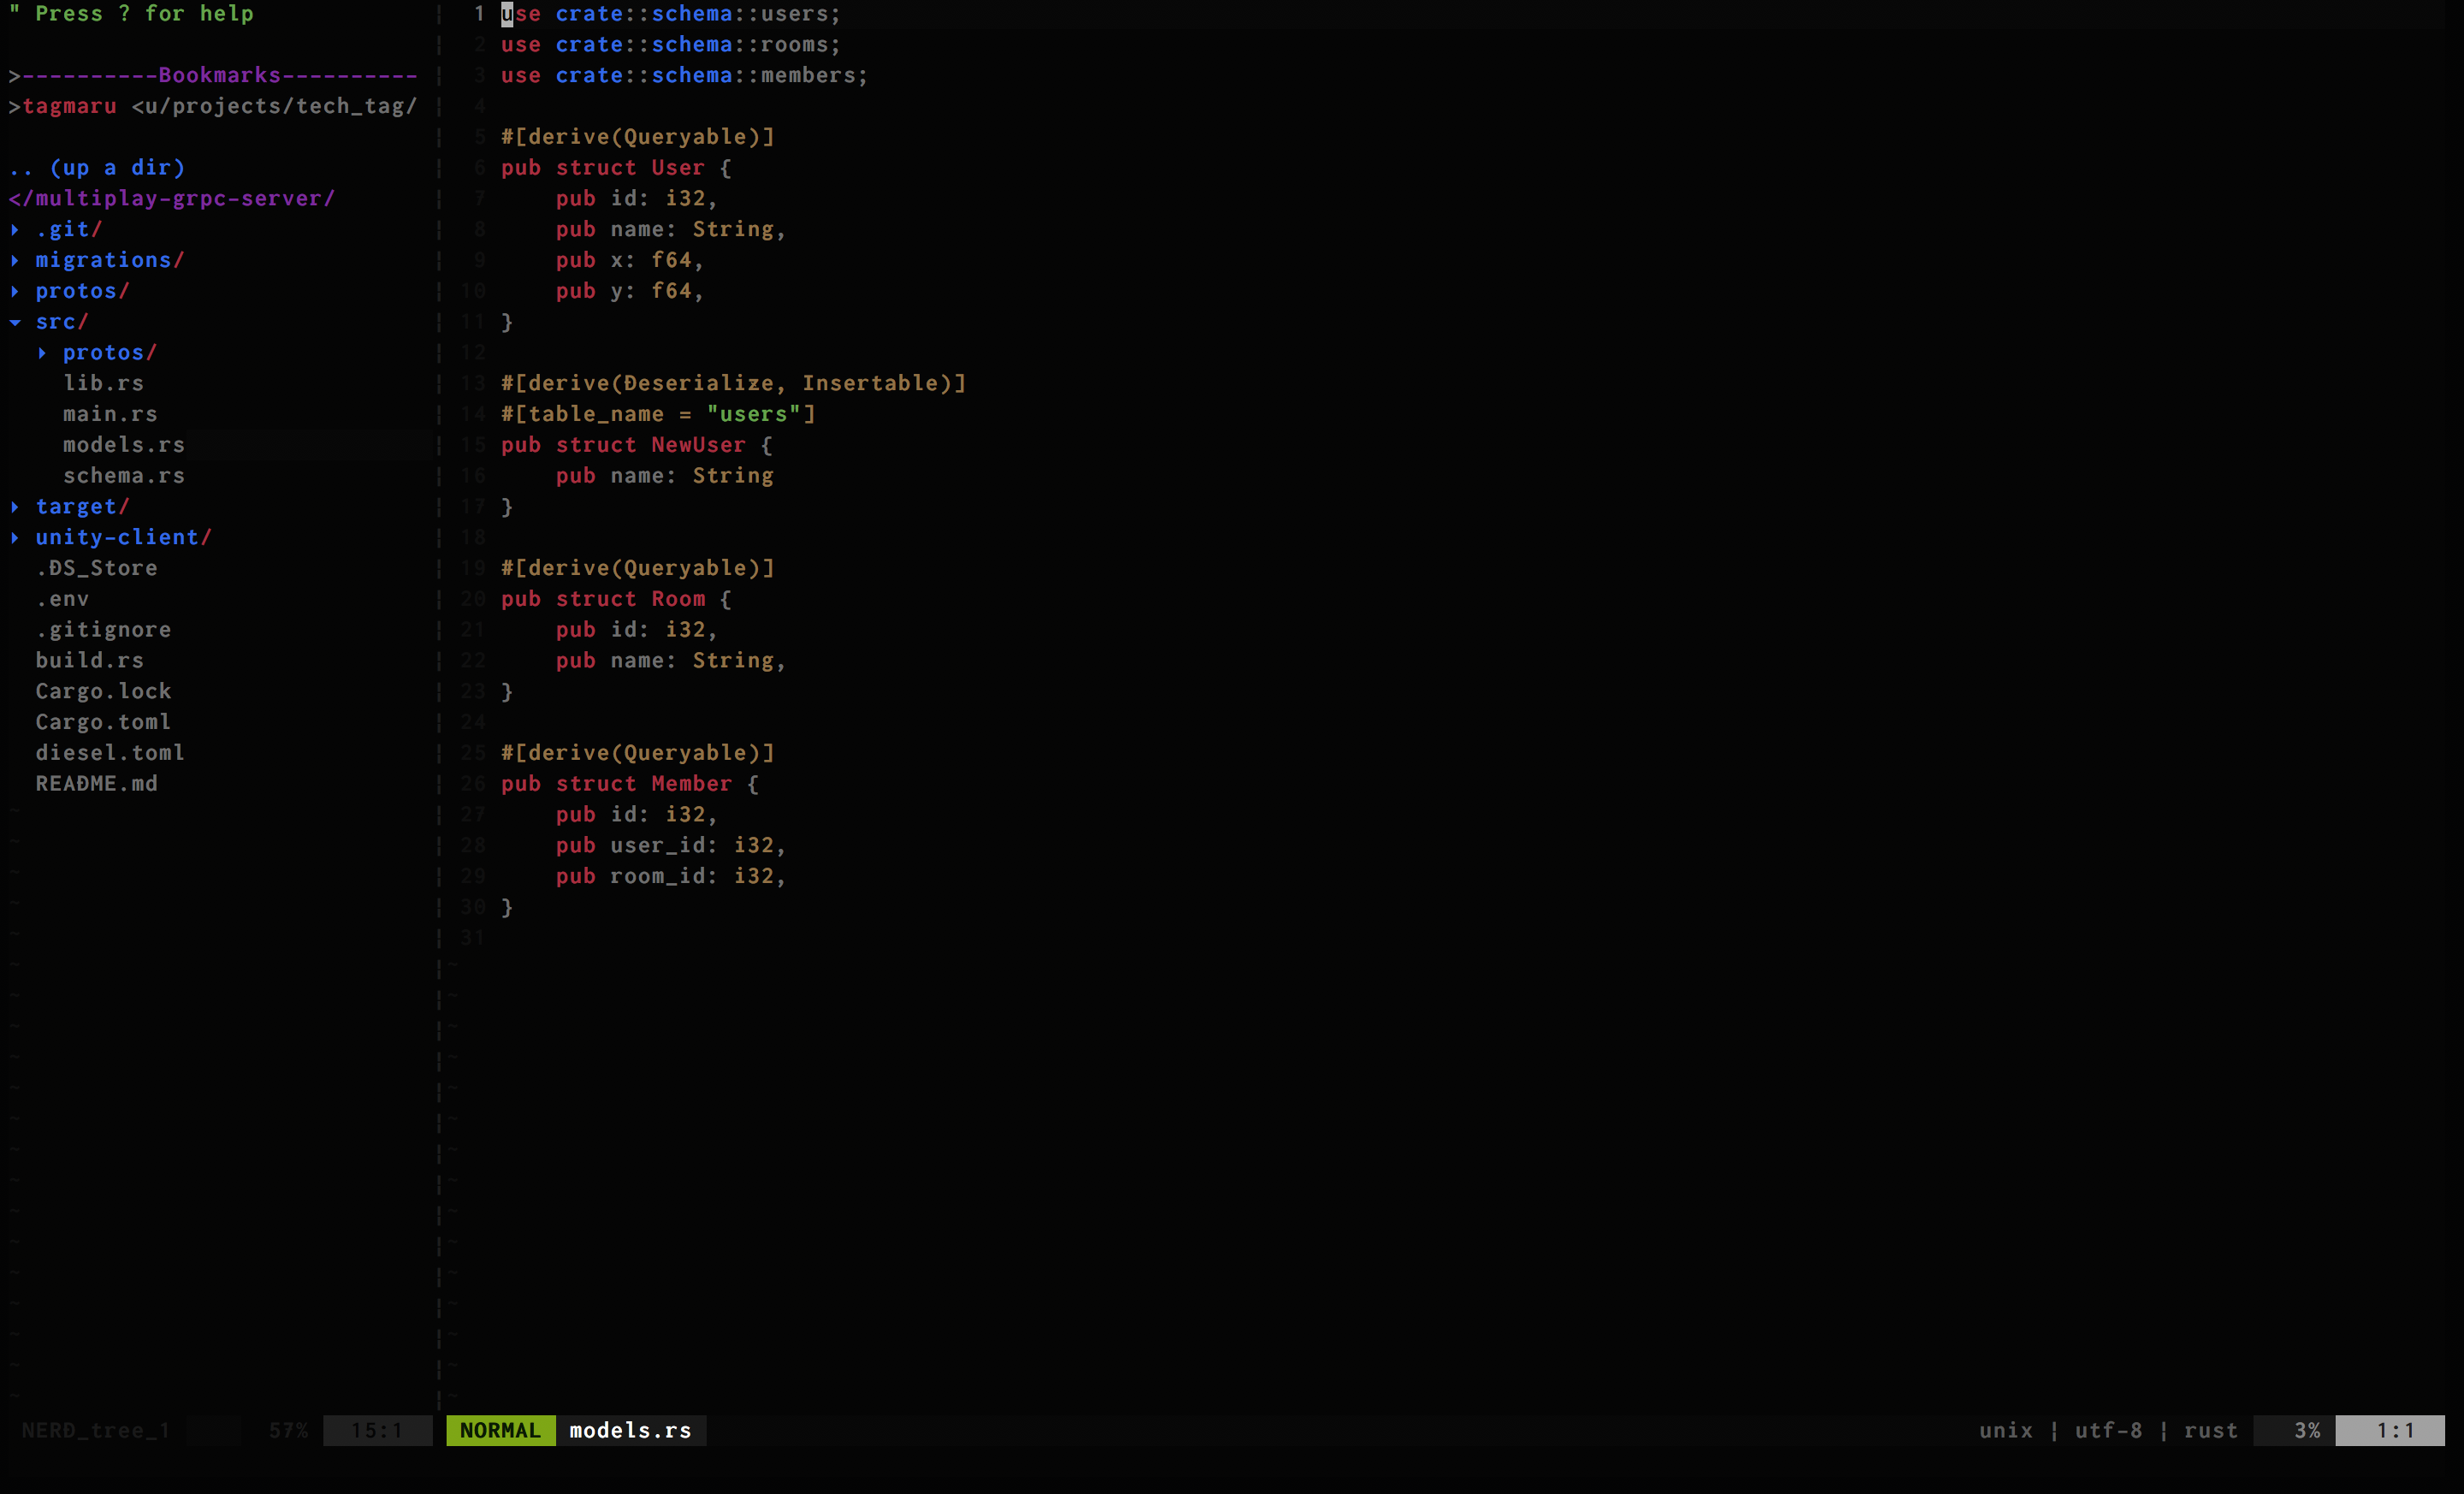 " Press ? for help
>----------Bookmarks----------
>tagmaru <u/projects/tech_tag/
.. (up a dir)
</multiplay-grpc-server/
▸ .git/
▸ migrations/
▸ protos/
▾ src/
▸ protos/
lib.rs
main.rs
models.rs
schema.rs
▸ target/
▸ unity-client/
.DS_Store
.env
.gitignore
build.rs
Cargo.lock
Cargo.toml
diesel.toml
README.md
1 use crate::schema::users;
2 use crate::schema::rooms;
3 use crate::schema::members;
4
5 #[derive(Queryable)]
6 pub struct User {
7     pub id: i32,
8     pub name: String,
9     pub x: f64,
10     pub y: f64,
11 }
12
13 #[derive(Deserialize, Insertable)]
14 #[table_name = "users"]
15 pub struct NewUser {
16     pub name: String
17 }
18
19 #[derive(Queryable)]
20 pub struct Room {
21     pub id: i32,
22     pub name: String,
23 }
24
25 #[derive(Queryable)]
26 pub struct Member {
27     pub id: i32,
28     pub user_id: i32,
29     pub room_id: i32,
30 }
31
NERD_tree_1 57% 15:1 NORMAL models.rs unix | utf-8 | rust 3% 1:1